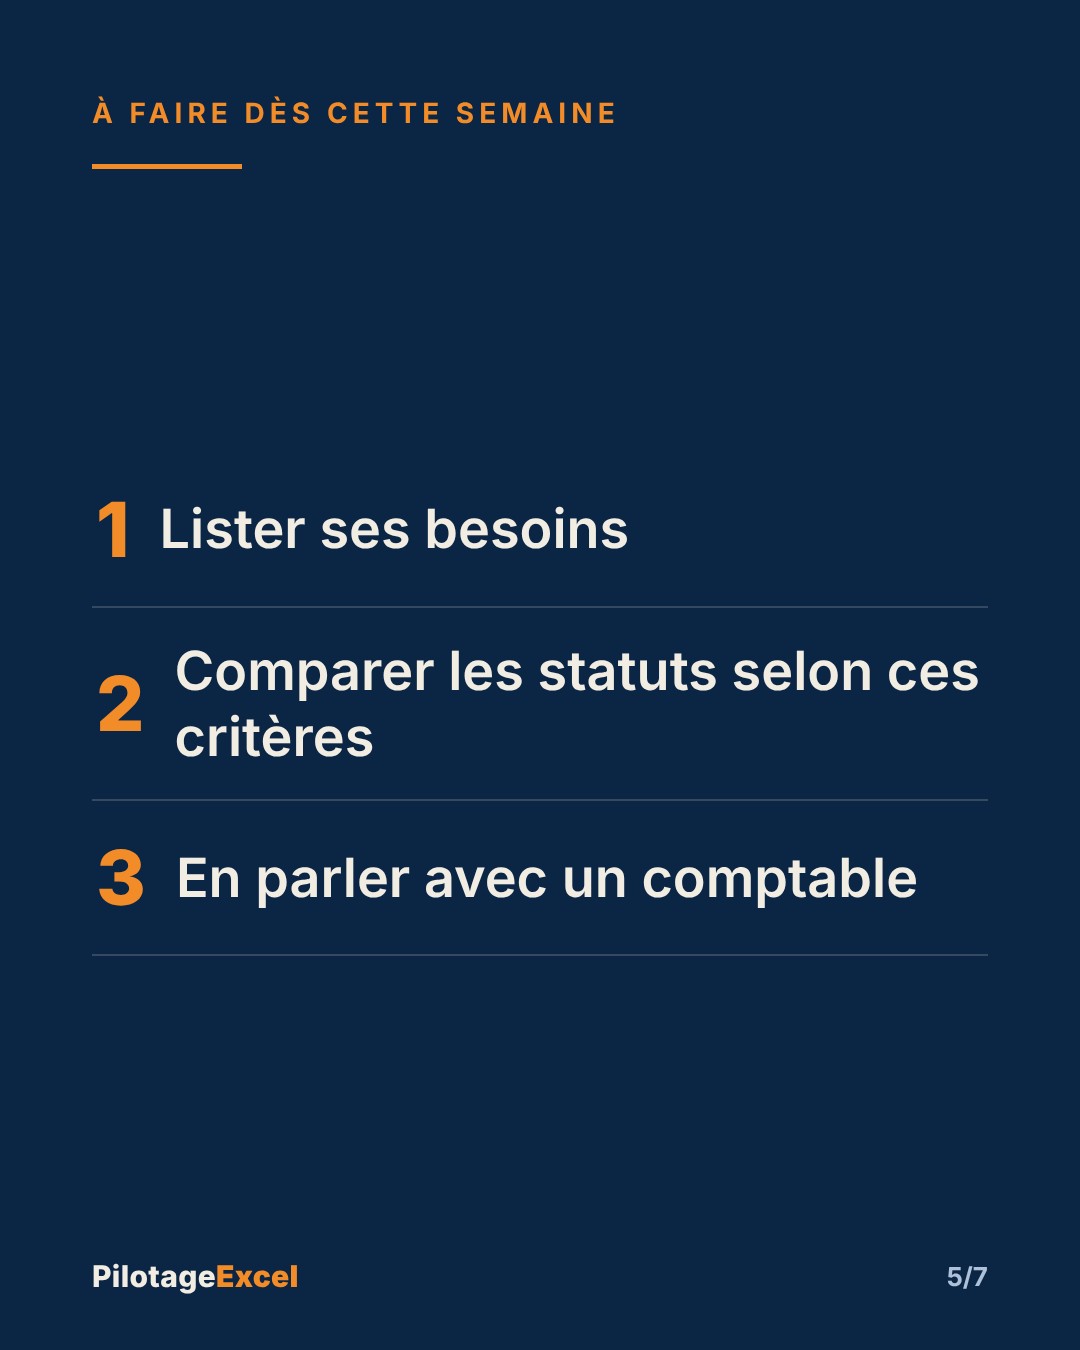 À FAIRE DÈS CETTE SEMAINE
1 Lister ses besoins
2 Comparer les statuts selon ces
critères
3 En parler avec un comptable
PilotageExcel
5/7